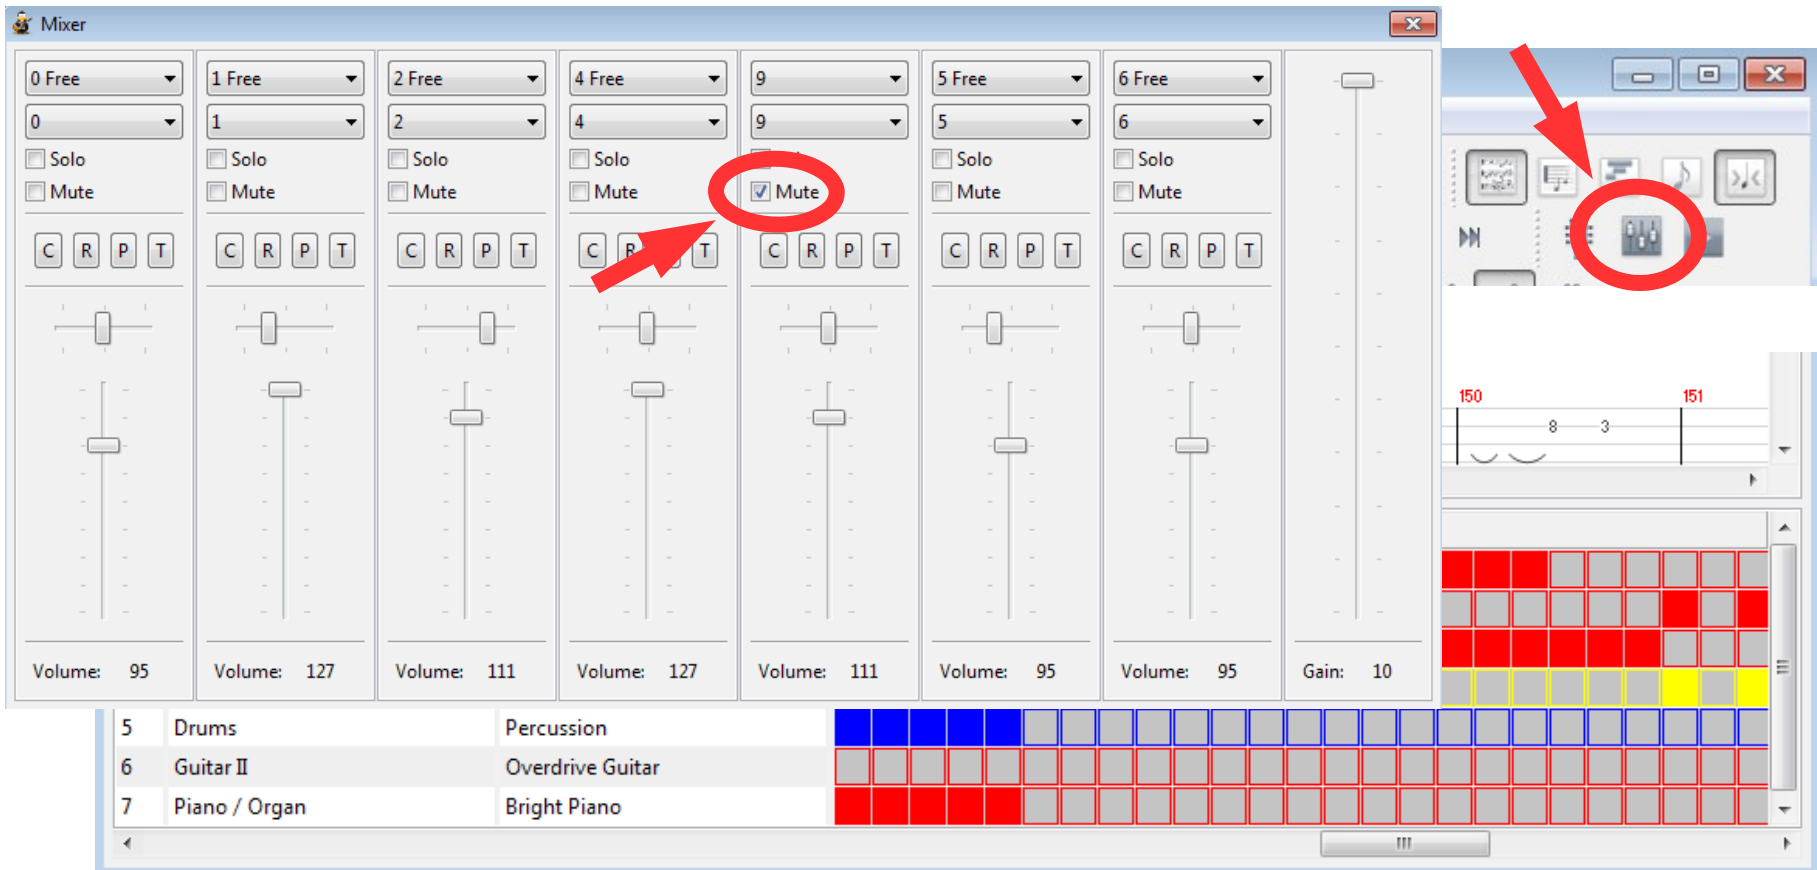 Mixer
0 Free 1 Free 2 Free 4 Free 9 5 Free 6 Free
0 1 2 4 9 5 6
Solo Solo Solo Solo Solo Solo
Mute Mute Mute Mute Mute Mute Mute
C R P T C R P T C R P T C R T C R P T C R P T C R P T
150 151
8 3
Volume: 95 Volume: 127 Volume: 111 Volume: 127 Volume: 111 Volume: 95 Volume: 95 Gain: 10
5 Drums Percussion
6 Guitar II Overdrive Guitar
7 Piano / Organ Bright Piano